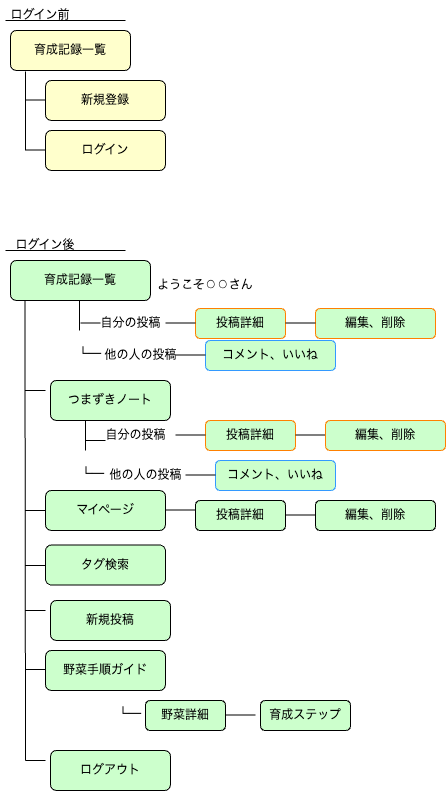 ログイン前
育成記録一覧
新規登録
ログイン
ログイン後
育成記録一覧
ようこそ○○さん
自分の投稿
投稿詳細
編集、削除
他の人の投稿
コメント、いいね
つまずきノート
自分の投稿
投稿詳細
編集、削除
他の人の投稿
コメント、いいね
マイページ
投稿詳細
編集、削除
タグ検索
新規投稿
野菜手順ガイド
野菜詳細
育成ステップ
ログアウト